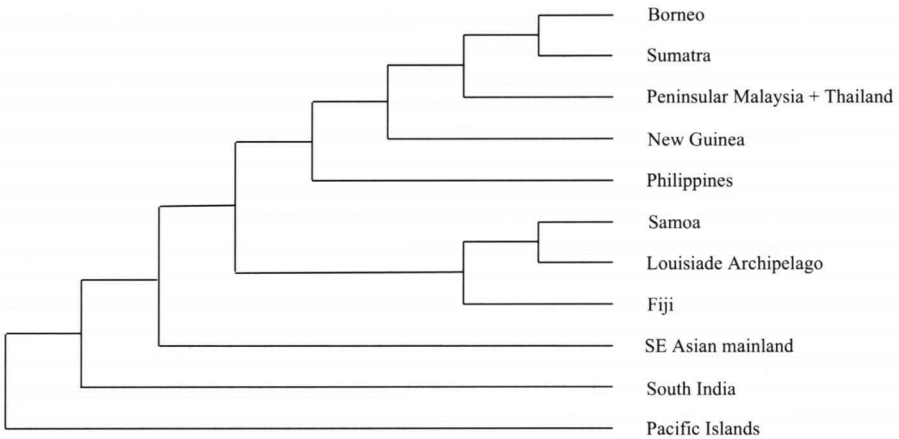 Borneo
Sumatra
Peninsular Malaysia + Thailand
New Guinea
Philippines
Samoa
Louisiade Archipelago
Fiji
SE Asian mainland
South India
Pacific Islands